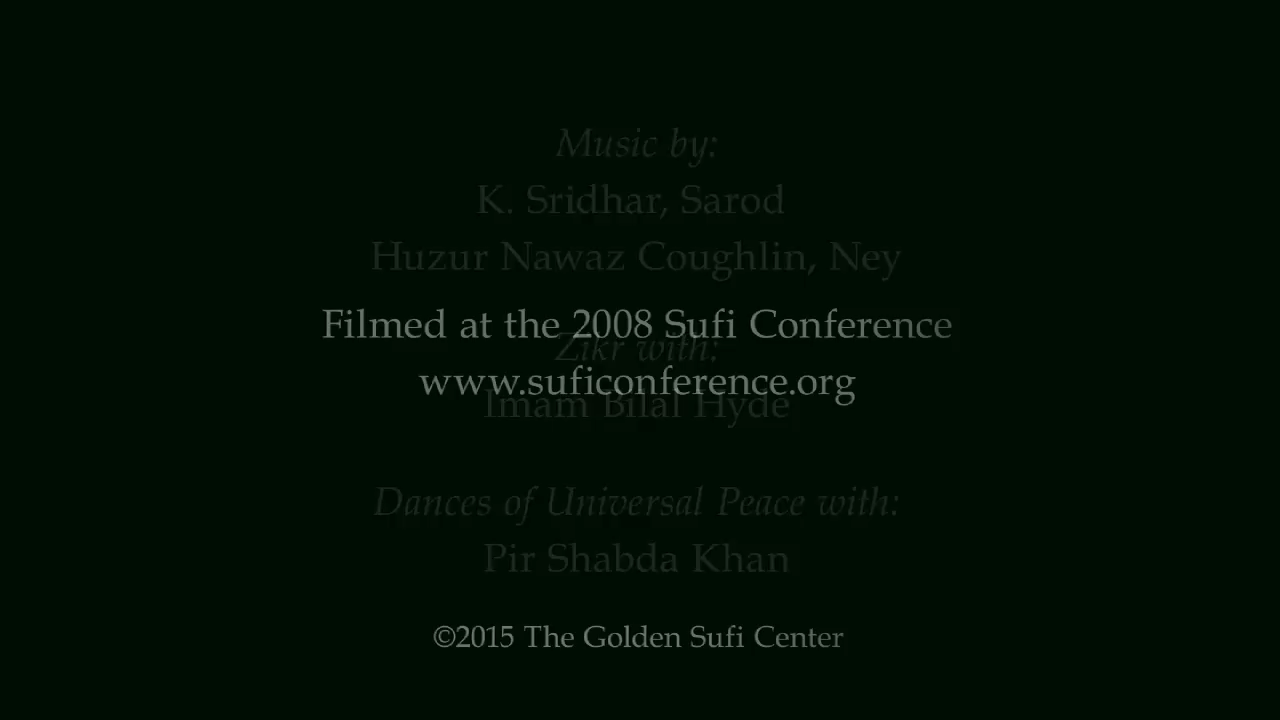 Music by:
K. Sridhar, Sarod
Huzur Nawaz Coughlin, Ney
Filmed at the 2008 Sufi Conference
Zikr with:
www.suficonference.org
Imam Bilal Hyde
Dances of Universal Peace with:
Pir Shabda Khan
©2015 The Golden Sufi Center